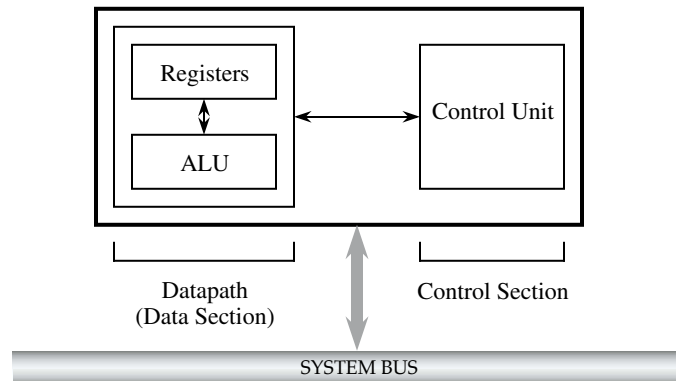 Registers
Control Unit
ALU
Datapath
(Data Section)
Control Section
SYSTEM BUS